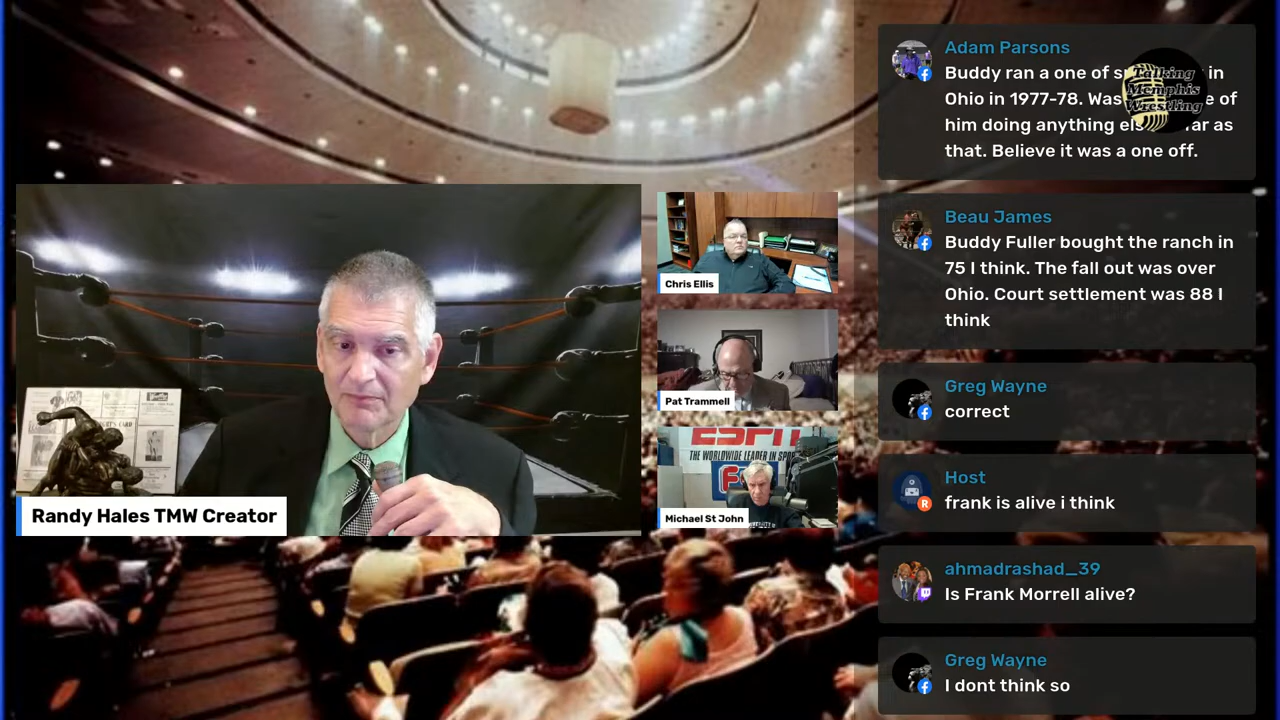 Randy Hales TMW Creator
Chris Ellis
Pat Trammell
ESPN
THE WORLDWIDE LEADER IN
Michael St John
Talking
Memphis
Wrestling
Adam Parsons
Buddy ran a one of in
Ohio in 1977-78. Was of
him doing anything as
that. Believe it was a one off.
Beau James
Buddy Fuller bought the ranch in
75 I think. The fall out was over
Ohio. Court settlement was 88 I
think
Greg Wayne
correct
Host
frank is alive i think
ahmadrashad_39
Is Frank Morrell alive?
Greg Wayne
I dont think so